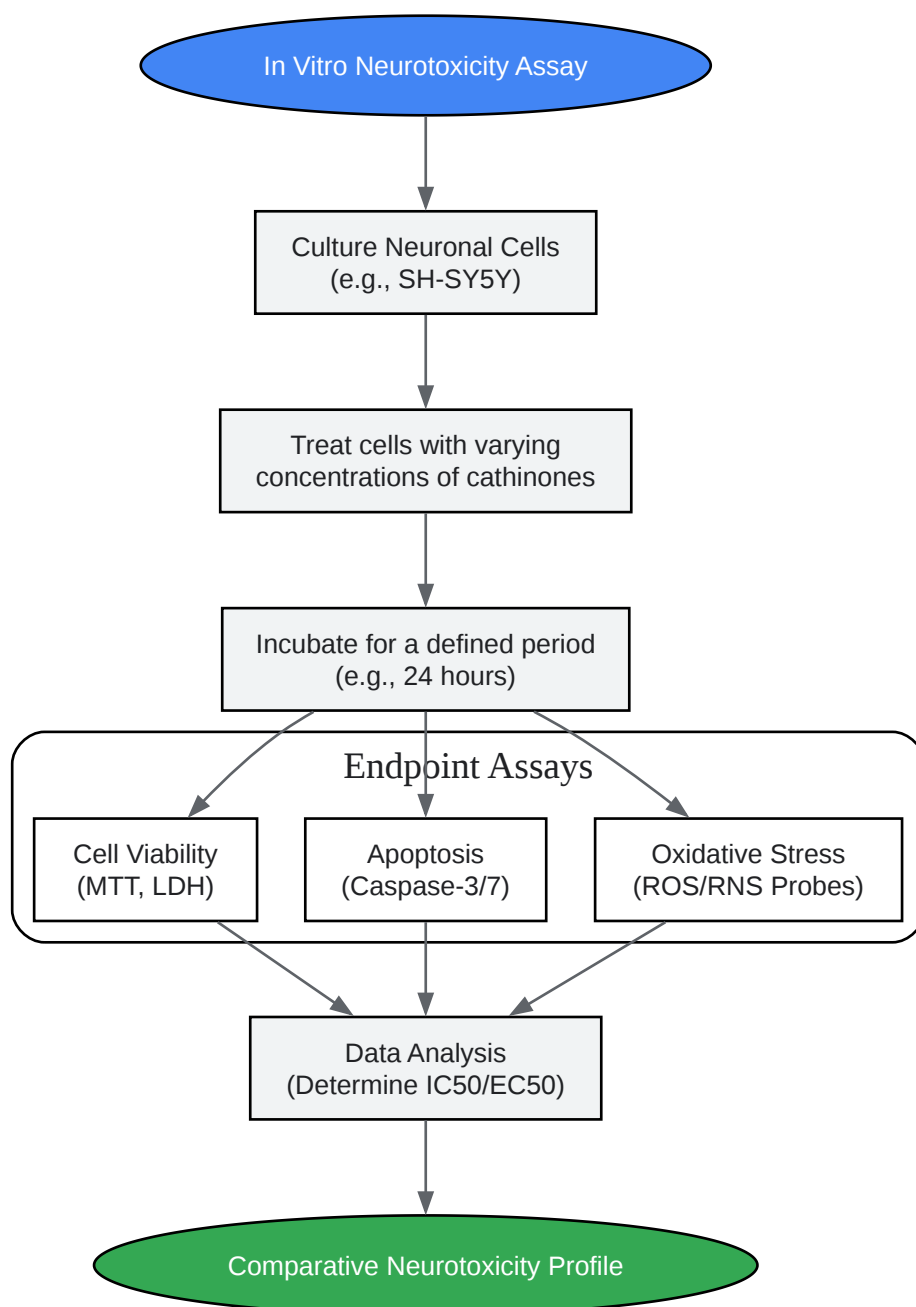 In Vitro Neurotoxicity Assay
Culture Neuronal Cells
(e.g., SH-SY5Y)
Treat cells with varying
concentrations of cathinones
Incubate for a defined period
(e.g., 24 hours)
Endpoint Assays
Cell Viability
(MTT, LDH)
Apoptosis
(Caspase-3/7)
Oxidative Stress
(ROS/RNS Probes)
Data Analysis
(Determine IC50/EC50)
Comparative Neurotoxicity Profile